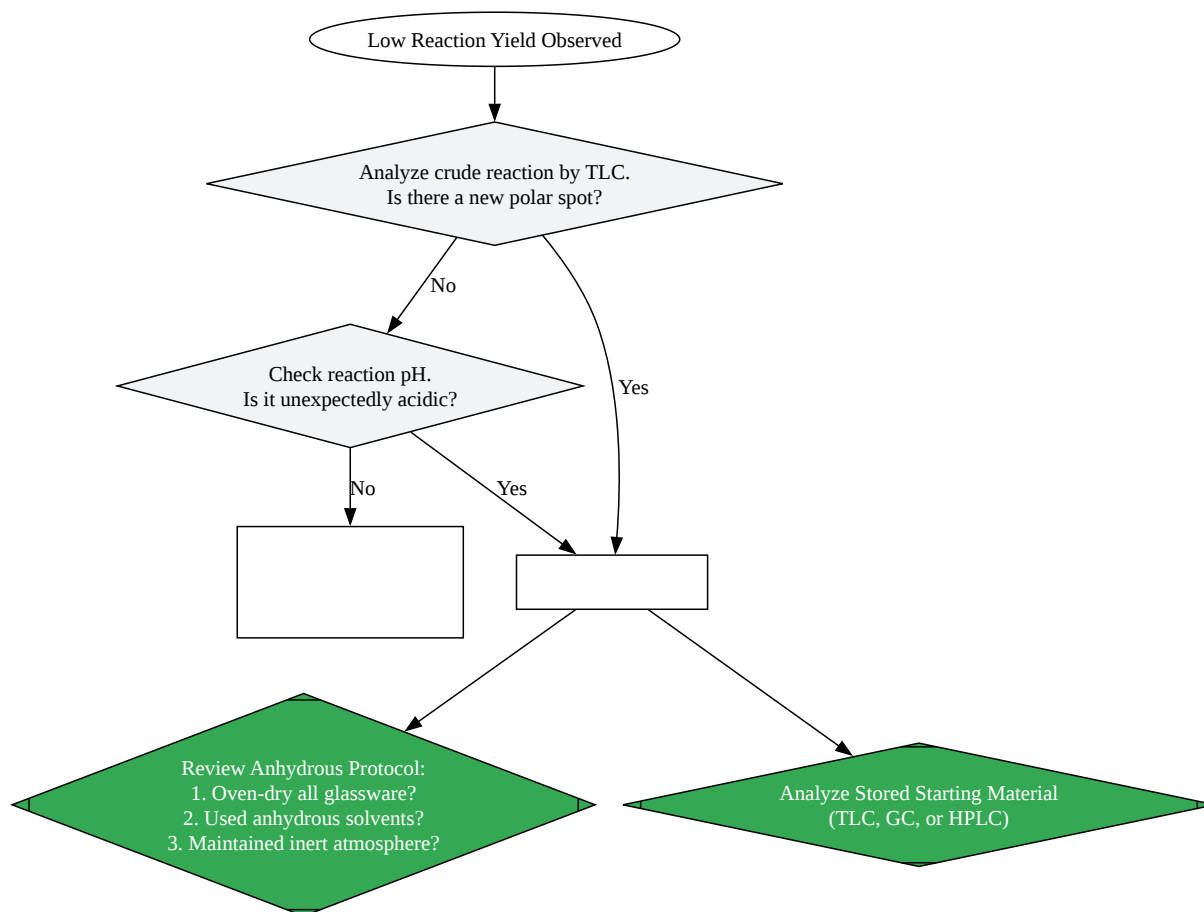 Low Reaction Yield Observed
Analyze crude reaction by TLC.
Is there a new polar spot?
No
Check reaction pH.
Is it unexpectedly acidic?
Yes
No
Yes
Review Anhydrous Protocol:
1. Oven-dry all glassware?
2. Used anhydrous solvents?
3. Maintained inert atmosphere?
Analyze Stored Starting Material
(TLC, GC, or HPLC)